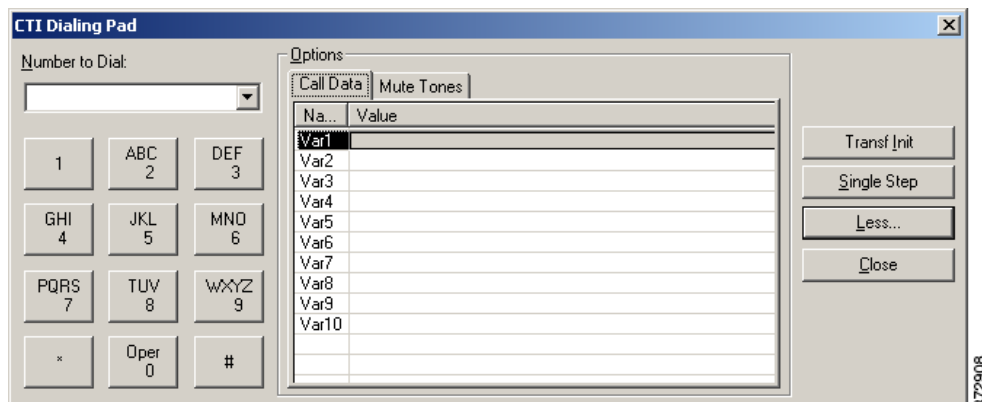 CTI Dialing Pad
Number to Dial:
1
ABC
2
DEF
3
GHI
4
JKL
5
MNO
6
PQRS
7
TUV
8
WXYZ
9
*
Oper
0
#
Options
Call Data
Mute Tones
Na...
Value
Var1
Var2
Var3
Var4
Var5
Var6
Var7
Var8
Var9
Var10
Transf Init
Single Step
Less...
Close